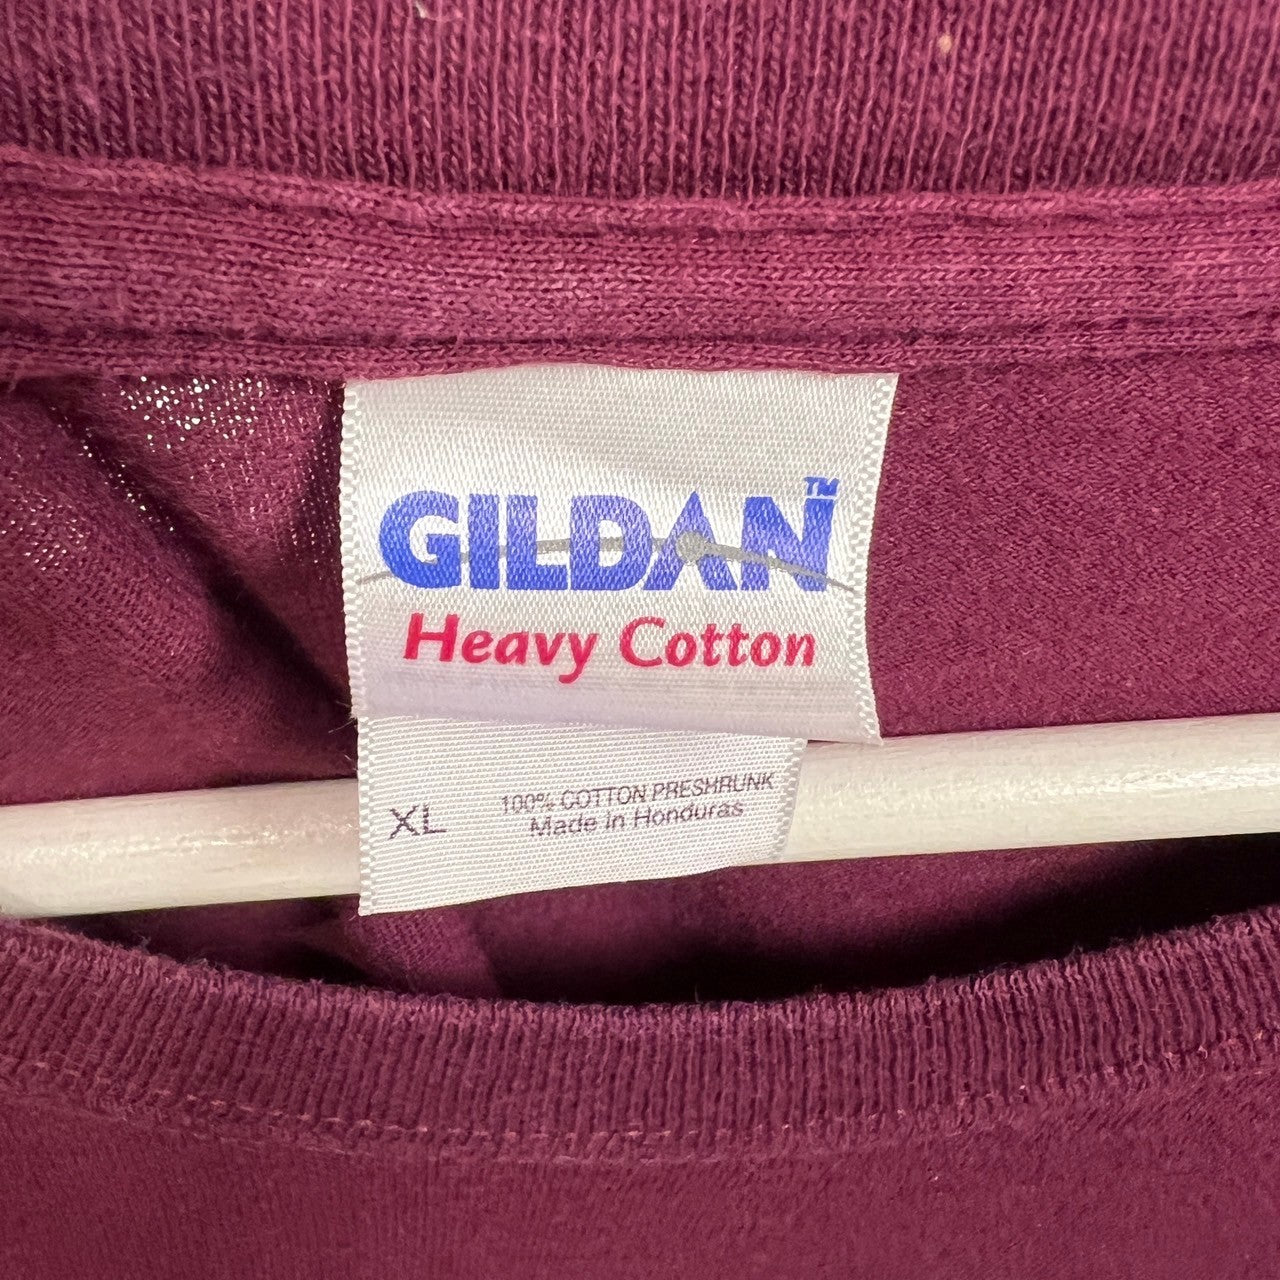 GILDAN™
Heavy Cotton
XL
100% COTTON PRESHRUNK
Made in Honduras